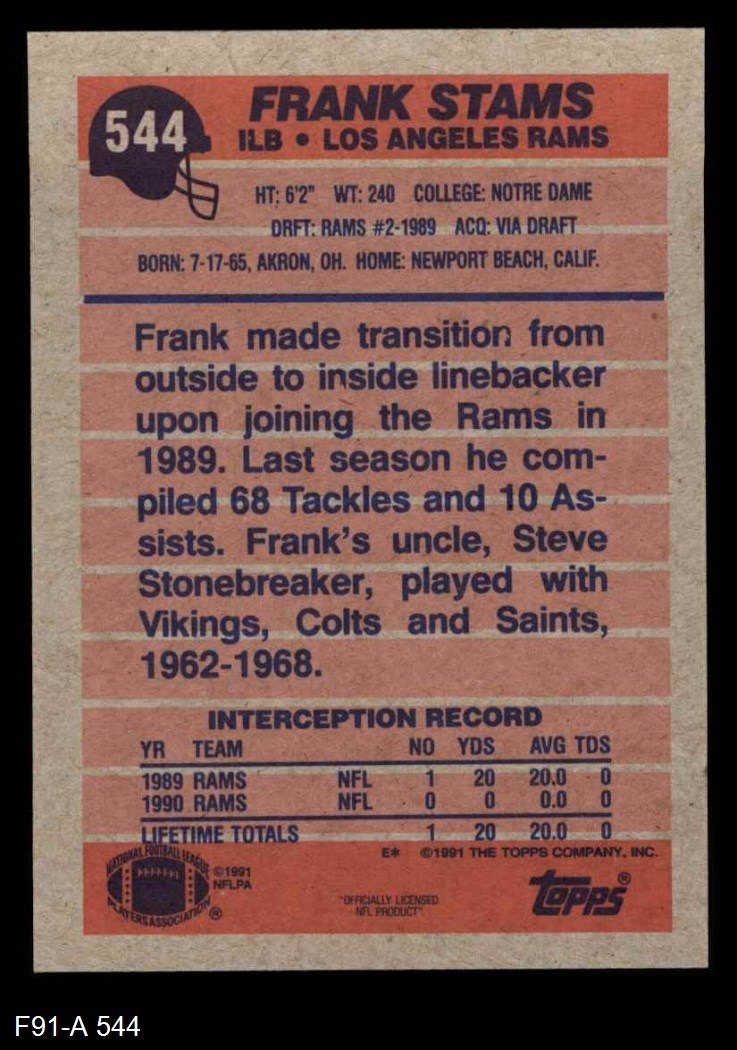 544
FRANK STAMS
ILB • LOS ANGELES RAMS
HT: 6'2" WT: 240 COLLEGE: NOTRE DAME
DRFT: RAMS #2-1989 ACQ: VIA DRAFT
BORN: 7-17-65, AKRON, OH. HOME: NEWPORT BEACH, CALIF.
Frank made transition from
outside to inside linebacker
upon joining the Rams in
1989. Last season he com-
piled 68 Tackles and 10 As-
sists. Frank's uncle, Steve
Stonebreaker, played with
Vikings, Colts and Saints,
1962-1968.
INTERCEPTION RECORD
YR TEAM NO YDS AVG TDS
1989 RAMS NFL 1 20 20.0 0
1990 RAMS NFL 0 0 0.0 0
LIFETIME TOTALS 1 20 20.0 0
E* ©1991 THE TOPPS COMPANY, INC.
NATIONAL FOOTBALL LEAGUE
PLAYERS ASSOCIATION ®
©1991
NFLPA
"OFFICIALLY LICENSED
NFL PRODUCT"
Topps®
F91-A 544